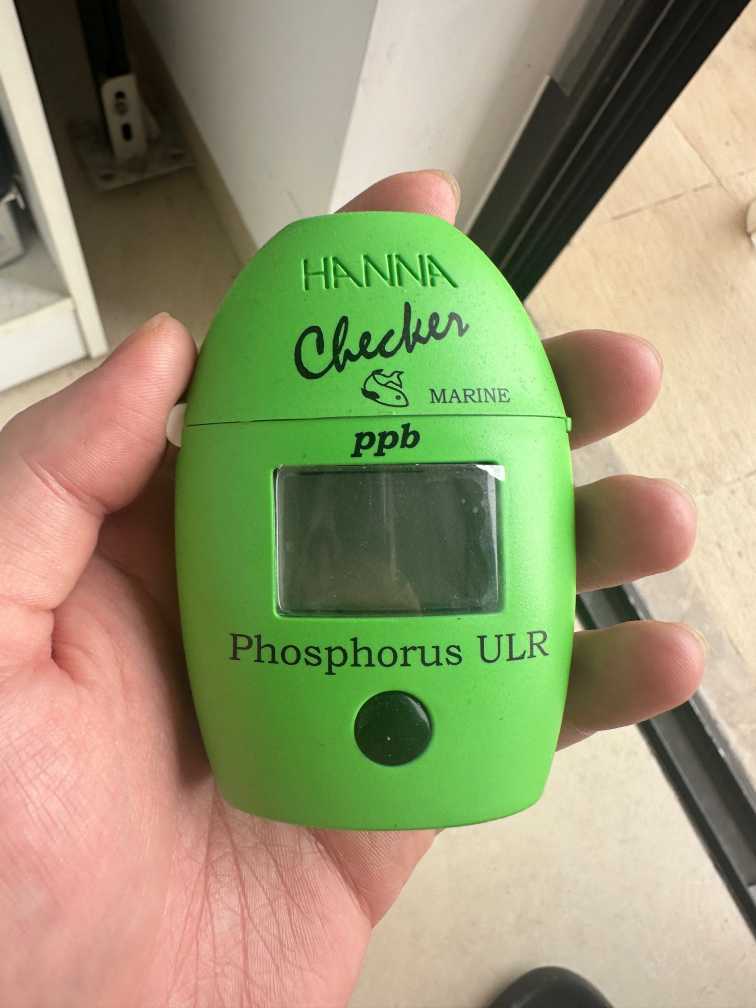 HANNA
Checker
MARINE
ppb
Phosphorus ULR